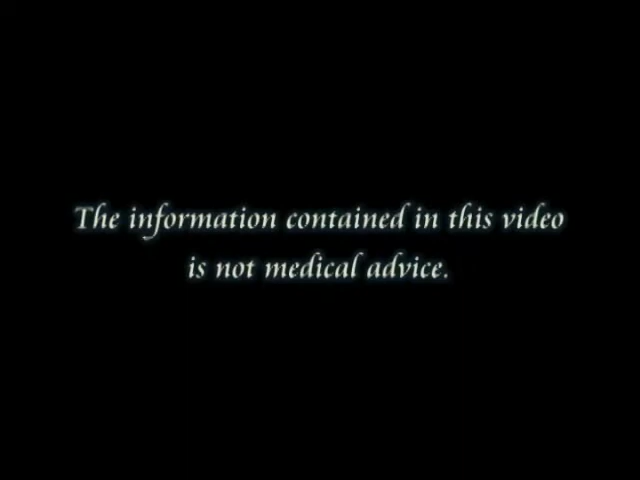 The information contained in this video
is not medical advice.